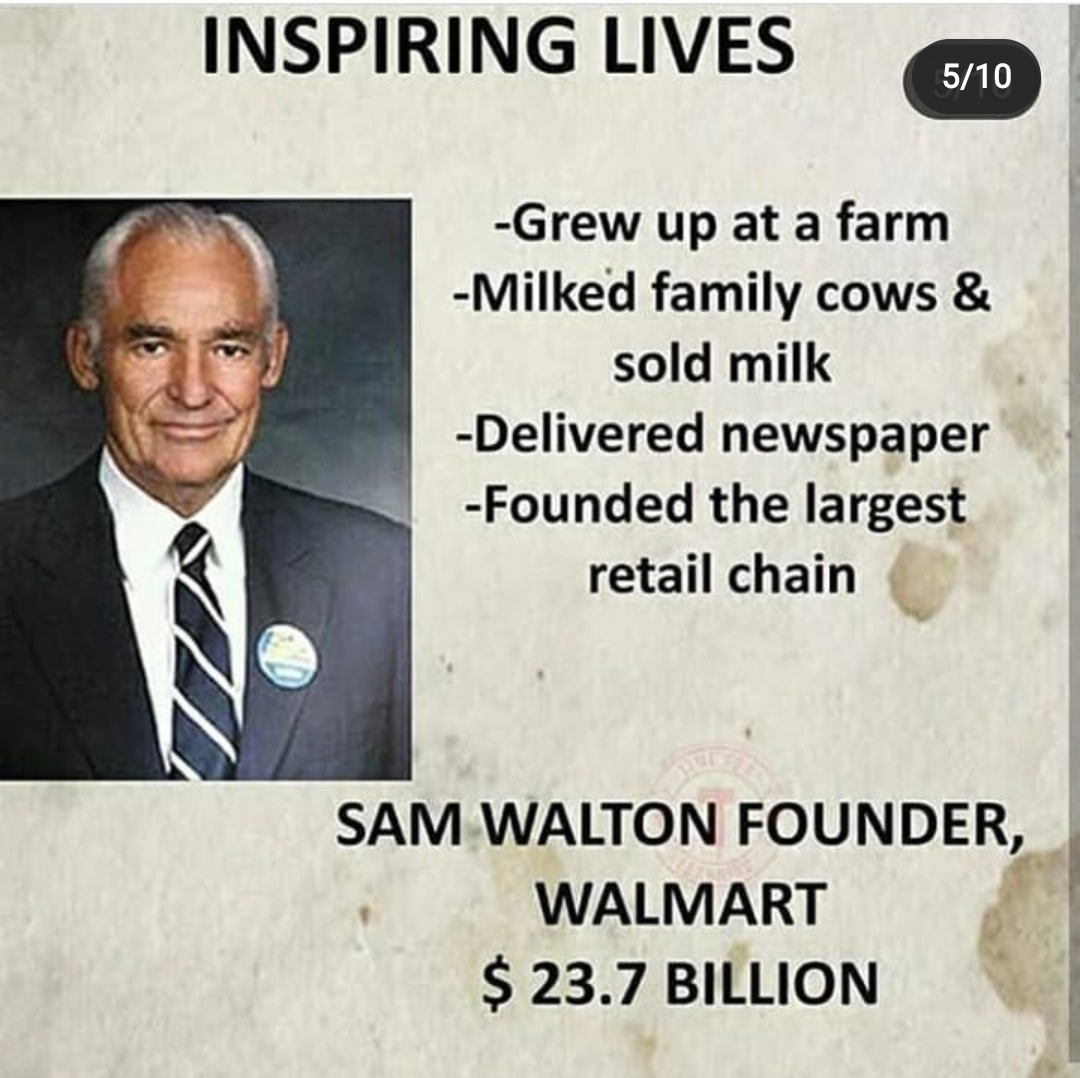 INSPIRING LIVES
5/10
-Grew up at a farm
-Milked family cows &
sold milk
-Delivered newspaper
-Founded the largest
retail chain
SAM WALTON FOUNDER,
WALMART
$ 23.7 BILLION